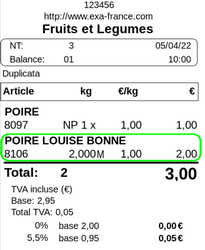 123456
http://www.exa-france.com
Fruits et Legumes
NT: 3 05/04/22
Balance: 01 10:00
Duplicata
Article kg €/kg €
POIRE
8097 NP 1 x 1,00 1,00
POIRE LOUISE BONNE
8106 2,000M 1,00 2,00
Total: 2 3,00
TVA incluse (€)
Base: 2,95
Total TVA: 0,05
0% base 2,00 0,00 €
5,5% base 0,95 0,05 €